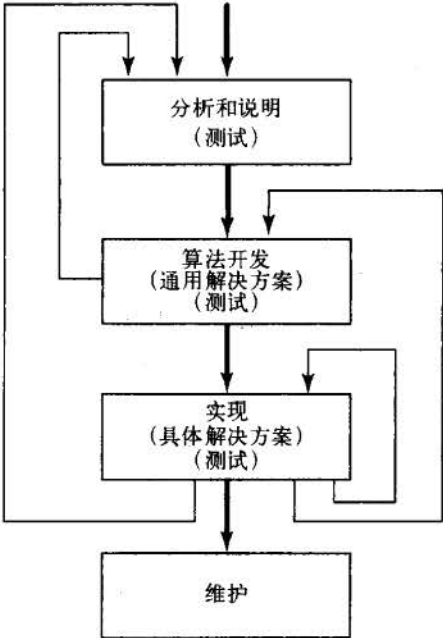 分析和说明
(测试)
算法开发
(通用解决方案)
(测试)
实现
(具体解决方案)
(测试)
维护